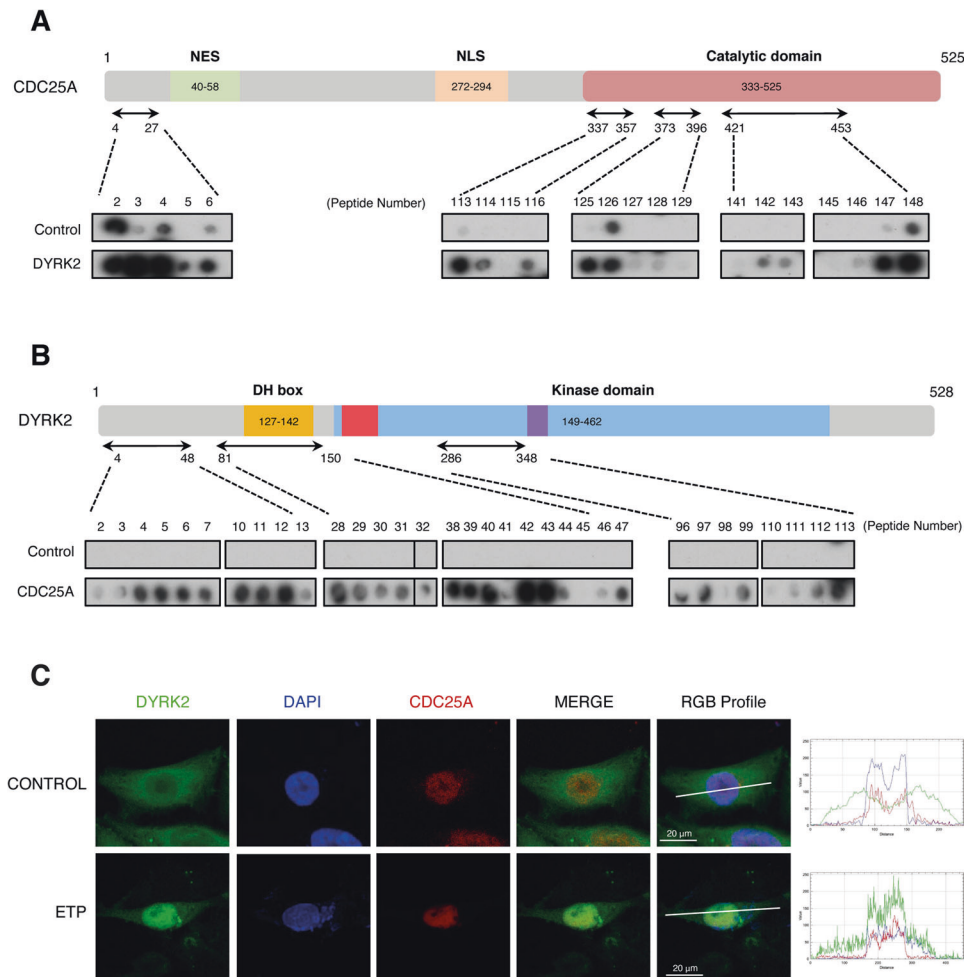 A
1 NES NLS Catalytic domain 525
CDC25A 40-58 272-294 333-525
4 27 337 357 373 396 421 453
(Peptide Number) 2 3 4 5 6 113 114 115 116 125 126 127 128 129 141 142 143 145 146 147 148
Control
DYRK2
B
1 DH box Kinase domain 528
DYRK2 127-142 149-462
4 48 81 150 286 348
2 3 4 5 6 7 10 11 12 13 28 29 30 31 32 38 39 40 41 42 43 44 45 46 47 96 97 98 99 110 111 112 113 (Peptide Number)
Control
CDC25A
C
DYRK2 DAPI CDC25A MERGE RGB Profile
CONTROL
20 μm
Value
Distance
ETP
20 μm
Value
Distance